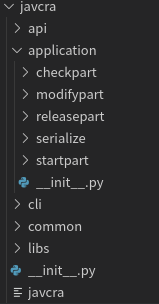 javcra
api
application
checkpart
modifypart
releasepart
serialize
startpart
__init__.py
cli
common
libs
__init__.py
javcra